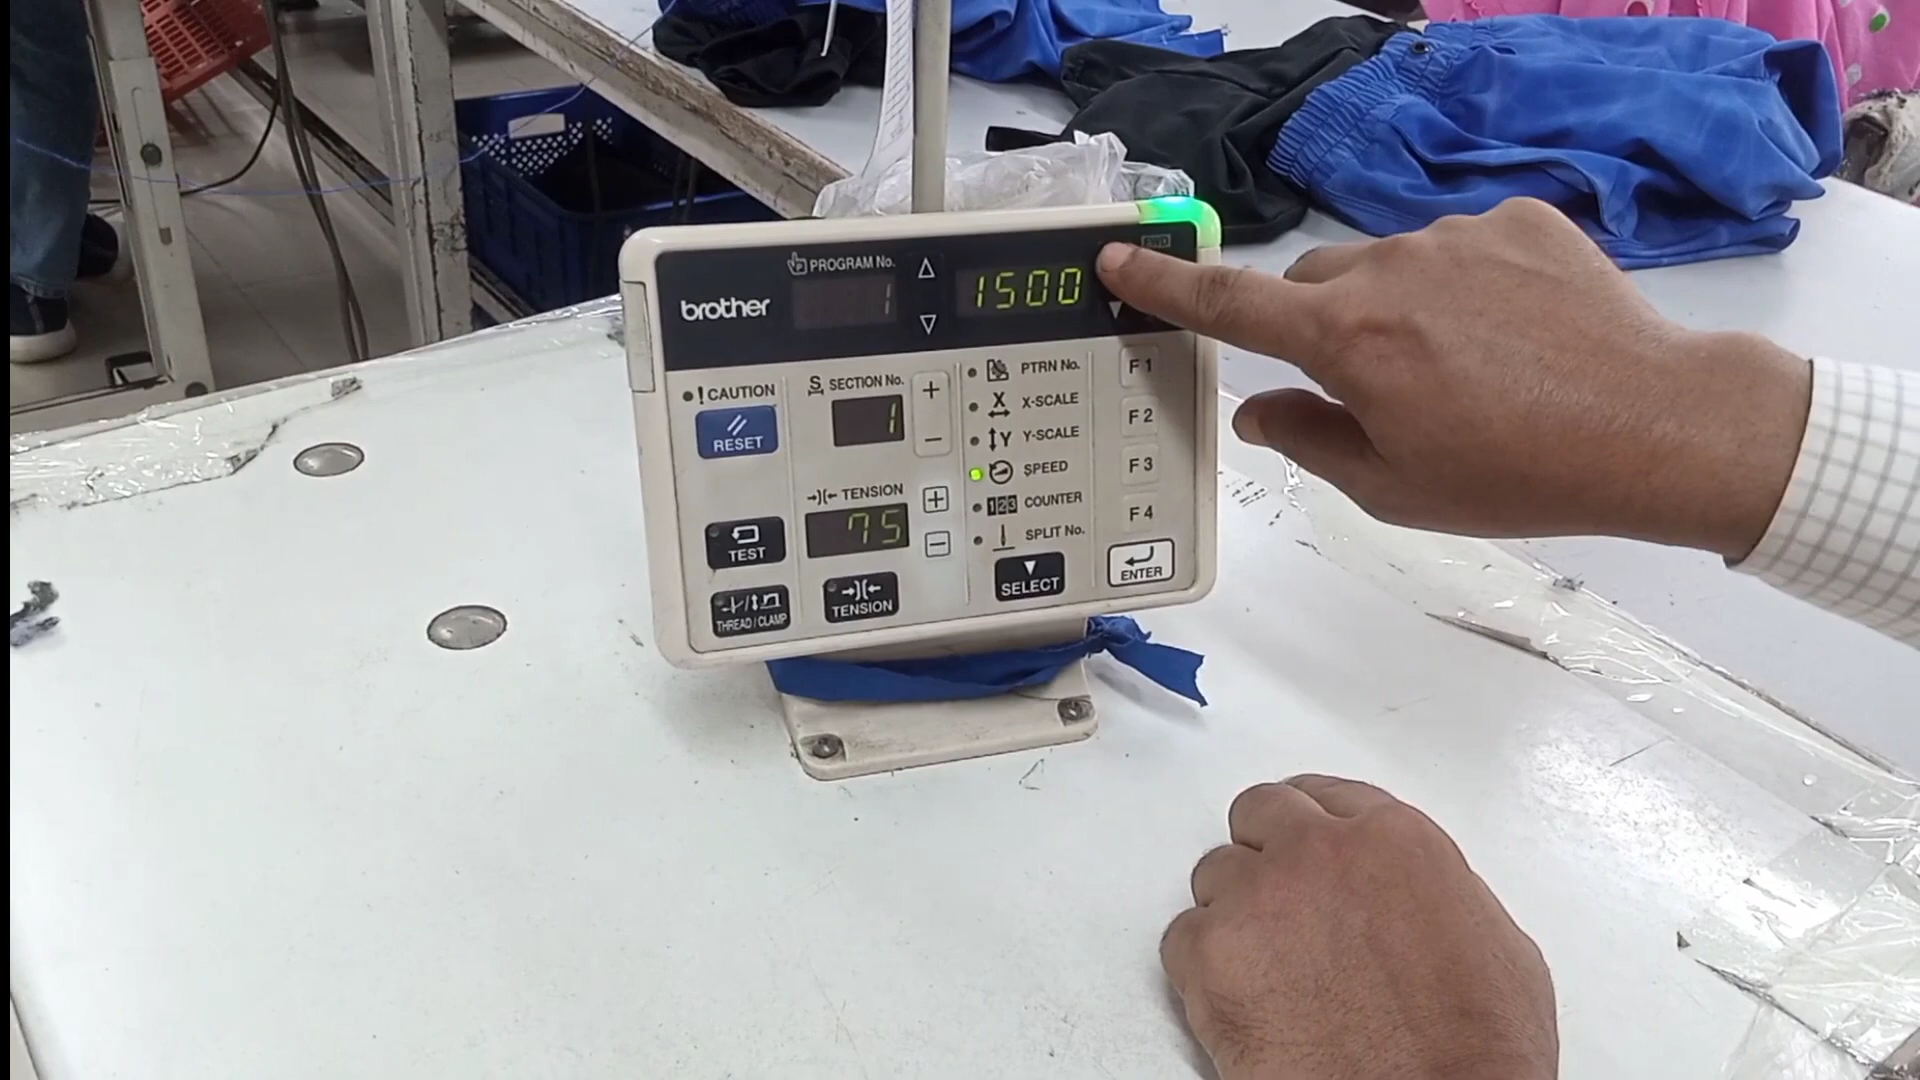 PROGRAM No.
FWD
brother
1
1500
! CAUTION
RESET
S SECTION No.
1
+
−
PTRN No.
X X-SCALE
Y Y-SCALE
SPEED
123 COUNTER
SPLIT No.
F 1
F 2
F 3
F 4
TENSION
75
+
−
TEST
THREAD / CLAMP
TENSION
SELECT
ENTER